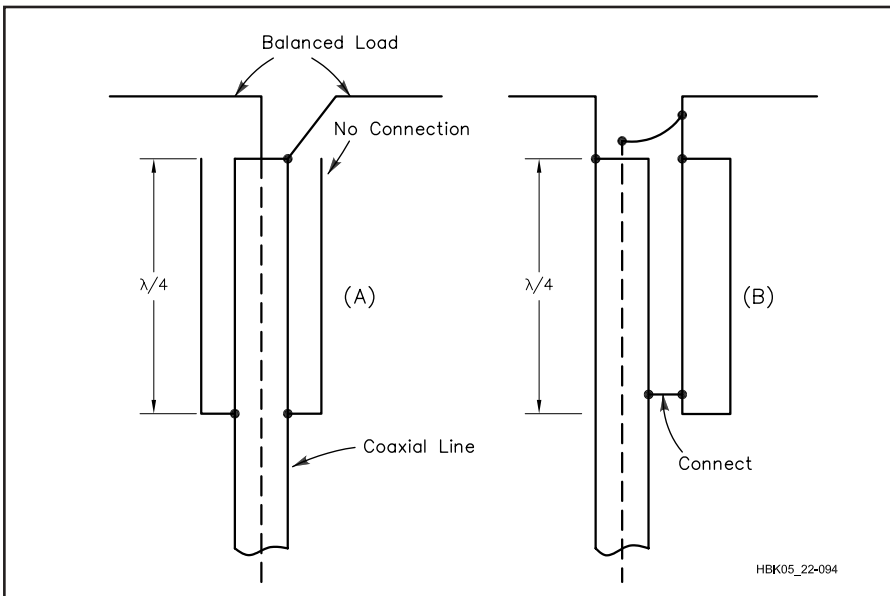 Balanced Load
No Connection
λ/4
(A)
λ/4
(B)
Coaxial Line
Connect
HBK05_22-094